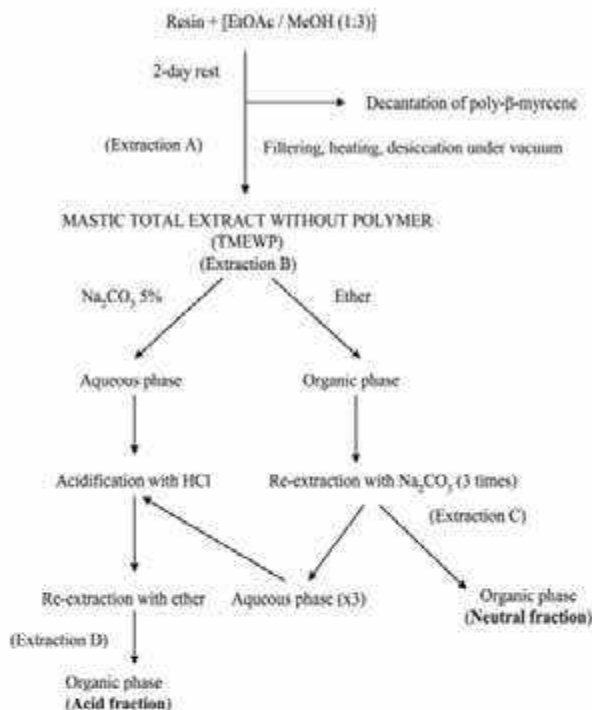 Resin + [EtOAc / MeOH (1:3)]
2-day rest
Decantation of poly-β-myrcene
(Extraction A)
Filtering, heating, desiccation under vacuum
MASTIC TOTAL EXTRACT WITHOUT POLYMER
(TMEWP)
(Extraction B)
Na₂CO₃ 5%
Ether
Aqueous phase
Organic phase
Acidification with HCl
Re-extraction with Na₂CO₃ (3 times)
(Extraction C)
Re-extraction with ether
Aqueous phase (x3)
Organic phase
(Neutral fraction)
(Extraction D)
Organic phase
(Acid fraction)